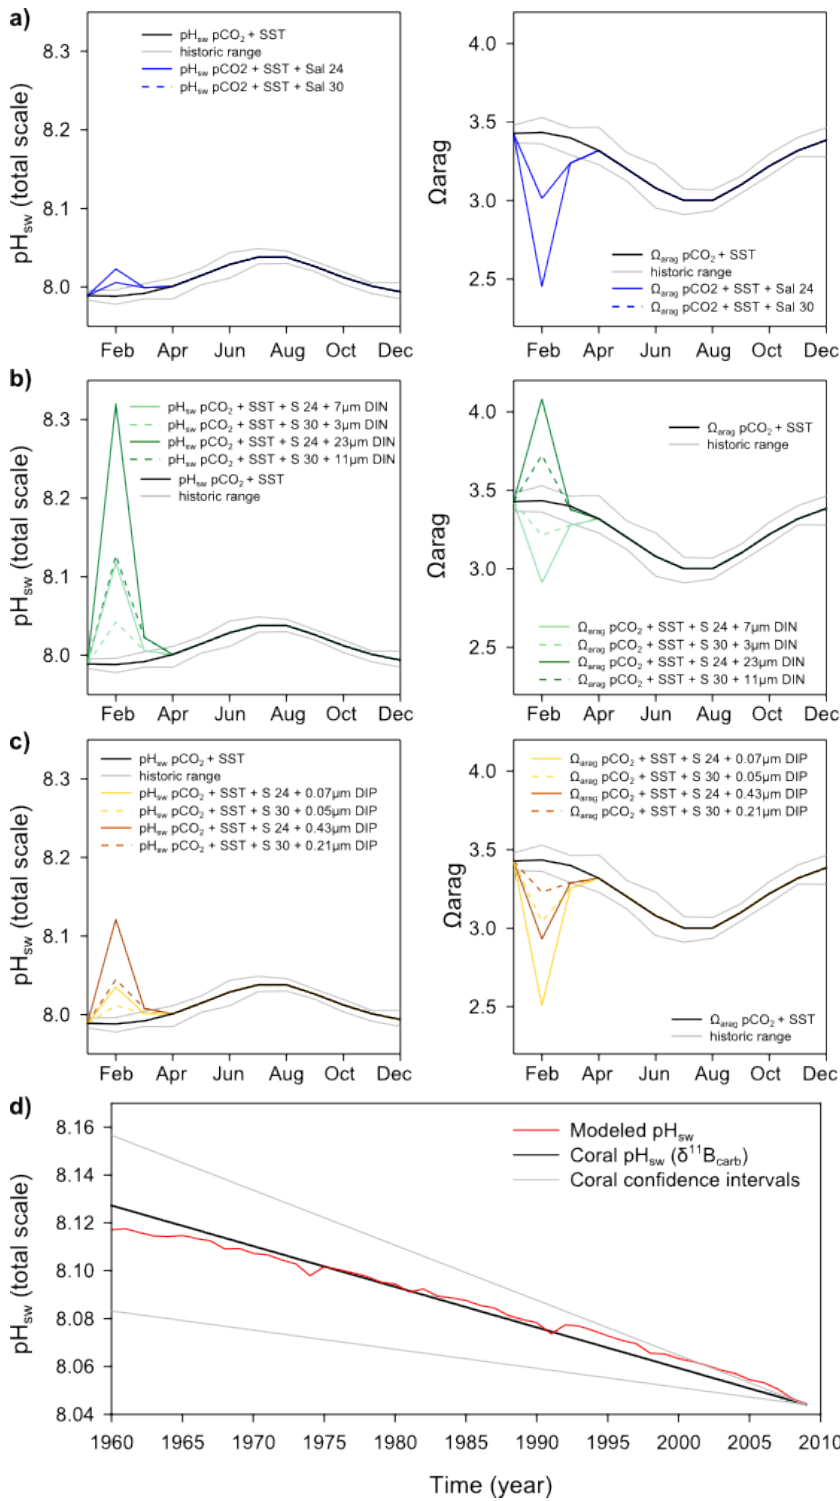 a)
8.3
8.2
8.1
8.0
pHsw (total scale)
pHsw pCO2 + SST
historic range
pHsw pCO2 + SST + Sal 24
pHsw pCO2 + SST + Sal 30
Feb Apr Jun Aug Oct Dec
4.0
3.5
3.0
2.5
Ωarag
Ωarag pCO2 + SST
historic range
Ωarag pCO2 + SST + Sal 24
Ωarag pCO2 + SST + Sal 30
Feb Apr Jun Aug Oct Dec
b)
8.3
8.2
8.1
8.0
pHsw (total scale)
pHsw pCO2 + SST + S 24 + 7µm DIN
pHsw pCO2 + SST + S 30 + 3µm DIN
pHsw pCO2 + SST + S 24 + 23µm DIN
pHsw pCO2 + SST + S 30 + 11µm DIN
pHsw pCO2 + SST
historic range
Feb Apr Jun Aug Oct Dec
4.0
3.5
3.0
2.5
Ωarag
Ωarag pCO2 + SST
historic range
Ωarag pCO2 + SST + S 24 + 7µm DIN
Ωarag pCO2 + SST + S 30 + 3µm DIN
Ωarag pCO2 + SST + S 24 + 23µm DIN
Ωarag pCO2 + SST + S 30 + 11µm DIN
Feb Apr Jun Aug Oct Dec
c)
8.3
8.2
8.1
8.0
pHsw (total scale)
pHsw pCO2 + SST
historic range
pHsw pCO2 + SST + S 24 + 0.07µm DIP
pHsw pCO2 + SST + S 30 + 0.05µm DIP
pHsw pCO2 + SST + S 24 + 0.43µm DIP
pHsw pCO2 + SST + S 30 + 0.21µm DIP
Feb Apr Jun Aug Oct Dec
4.0
3.5
3.0
2.5
Ωarag
Ωarag pCO2 + SST + S 24 + 0.07µm DIP
Ωarag pCO2 + SST + S 30 + 0.05µm DIP
Ωarag pCO2 + SST + S 24 + 0.43µm DIP
Ωarag pCO2 + SST + S 30 + 0.21µm DIP
Ωarag pCO2 + SST
historic range
Feb Apr Jun Aug Oct Dec
d)
8.16
8.14
8.12
8.10
8.08
8.06
8.04
pHsw (total scale)
Modeled pHsw
Coral pHsw (δ11Bcarb)
Coral confidence intervals
1960 1965 1970 1975 1980 1985 1990 1995 2000 2005 2010
Time (year)